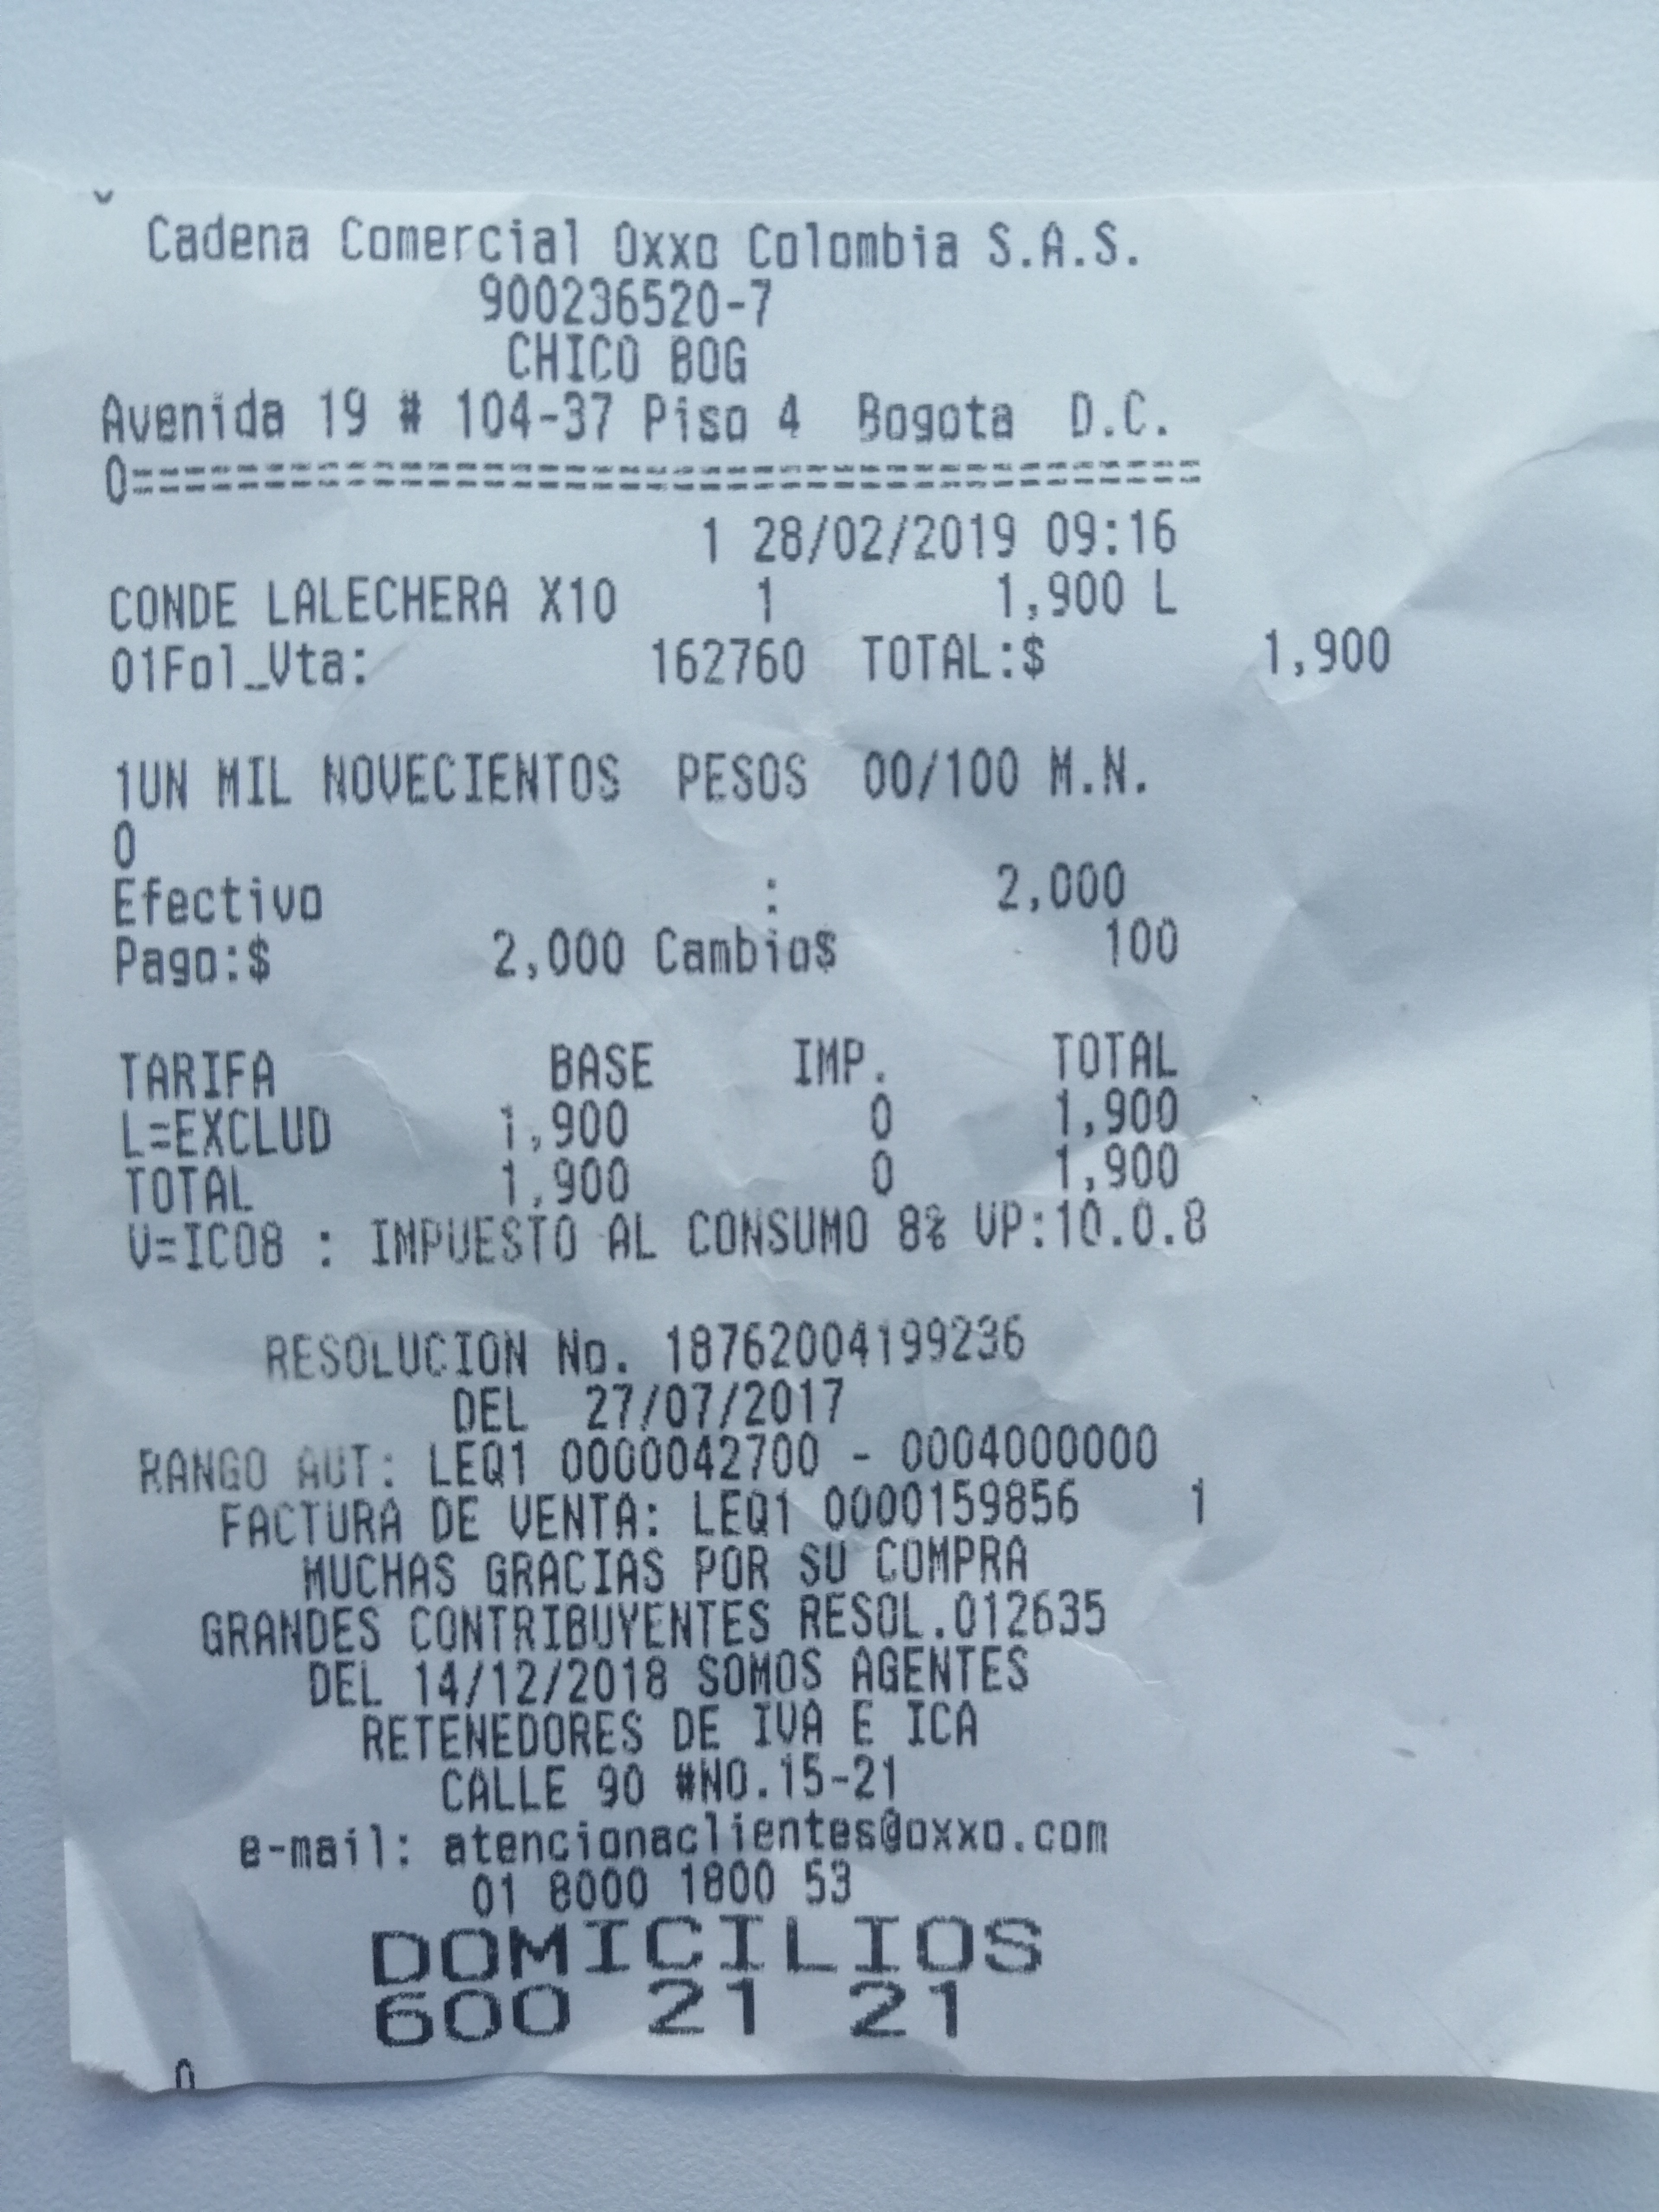 Cadena Comercial Oxxo Colombia S.A.S.
900236520-7
CHICO BOG
Avenida 19 # 104-37 Piso 4 Bogota D.C.
0========================================
1 28/02/2019 09:16
CONDE LALECHERA X10 1 1,900 L
01Fol_Vta: 162760 TOTAL:$ 1,900
1UN MIL NOVECIENTOS PESOS 00/100 M.N.
0
Efectivo : 2,000
Pago:$ 2,000 Cambio$ 100
TARIFA BASE IMP. TOTAL
L=EXCLUD 1,900 0 1,900
TOTAL 1,900 0 1,900
V=ICO8 : IMPUESTO AL CONSUMO 8% VP:10.0.8
RESOLUCION No. 18762004199236
DEL 27/07/2017
RANGO AUT: LEQ1 0000042700 - 0004000000
FACTURA DE VENTA: LEQ1 0000159856 1
MUCHAS GRACIAS POR SU COMPRA
GRANDES CONTRIBUYENTES RESOL.012635
DEL 14/12/2018 SOMOS AGENTES
RETENEDORES DE IVA E ICA
CALLE 90 #NO.15-21
e-mail: atencionaclientes@oxxo.com
01 8000 1800 53
DOMICILIOS
600 21 21
0